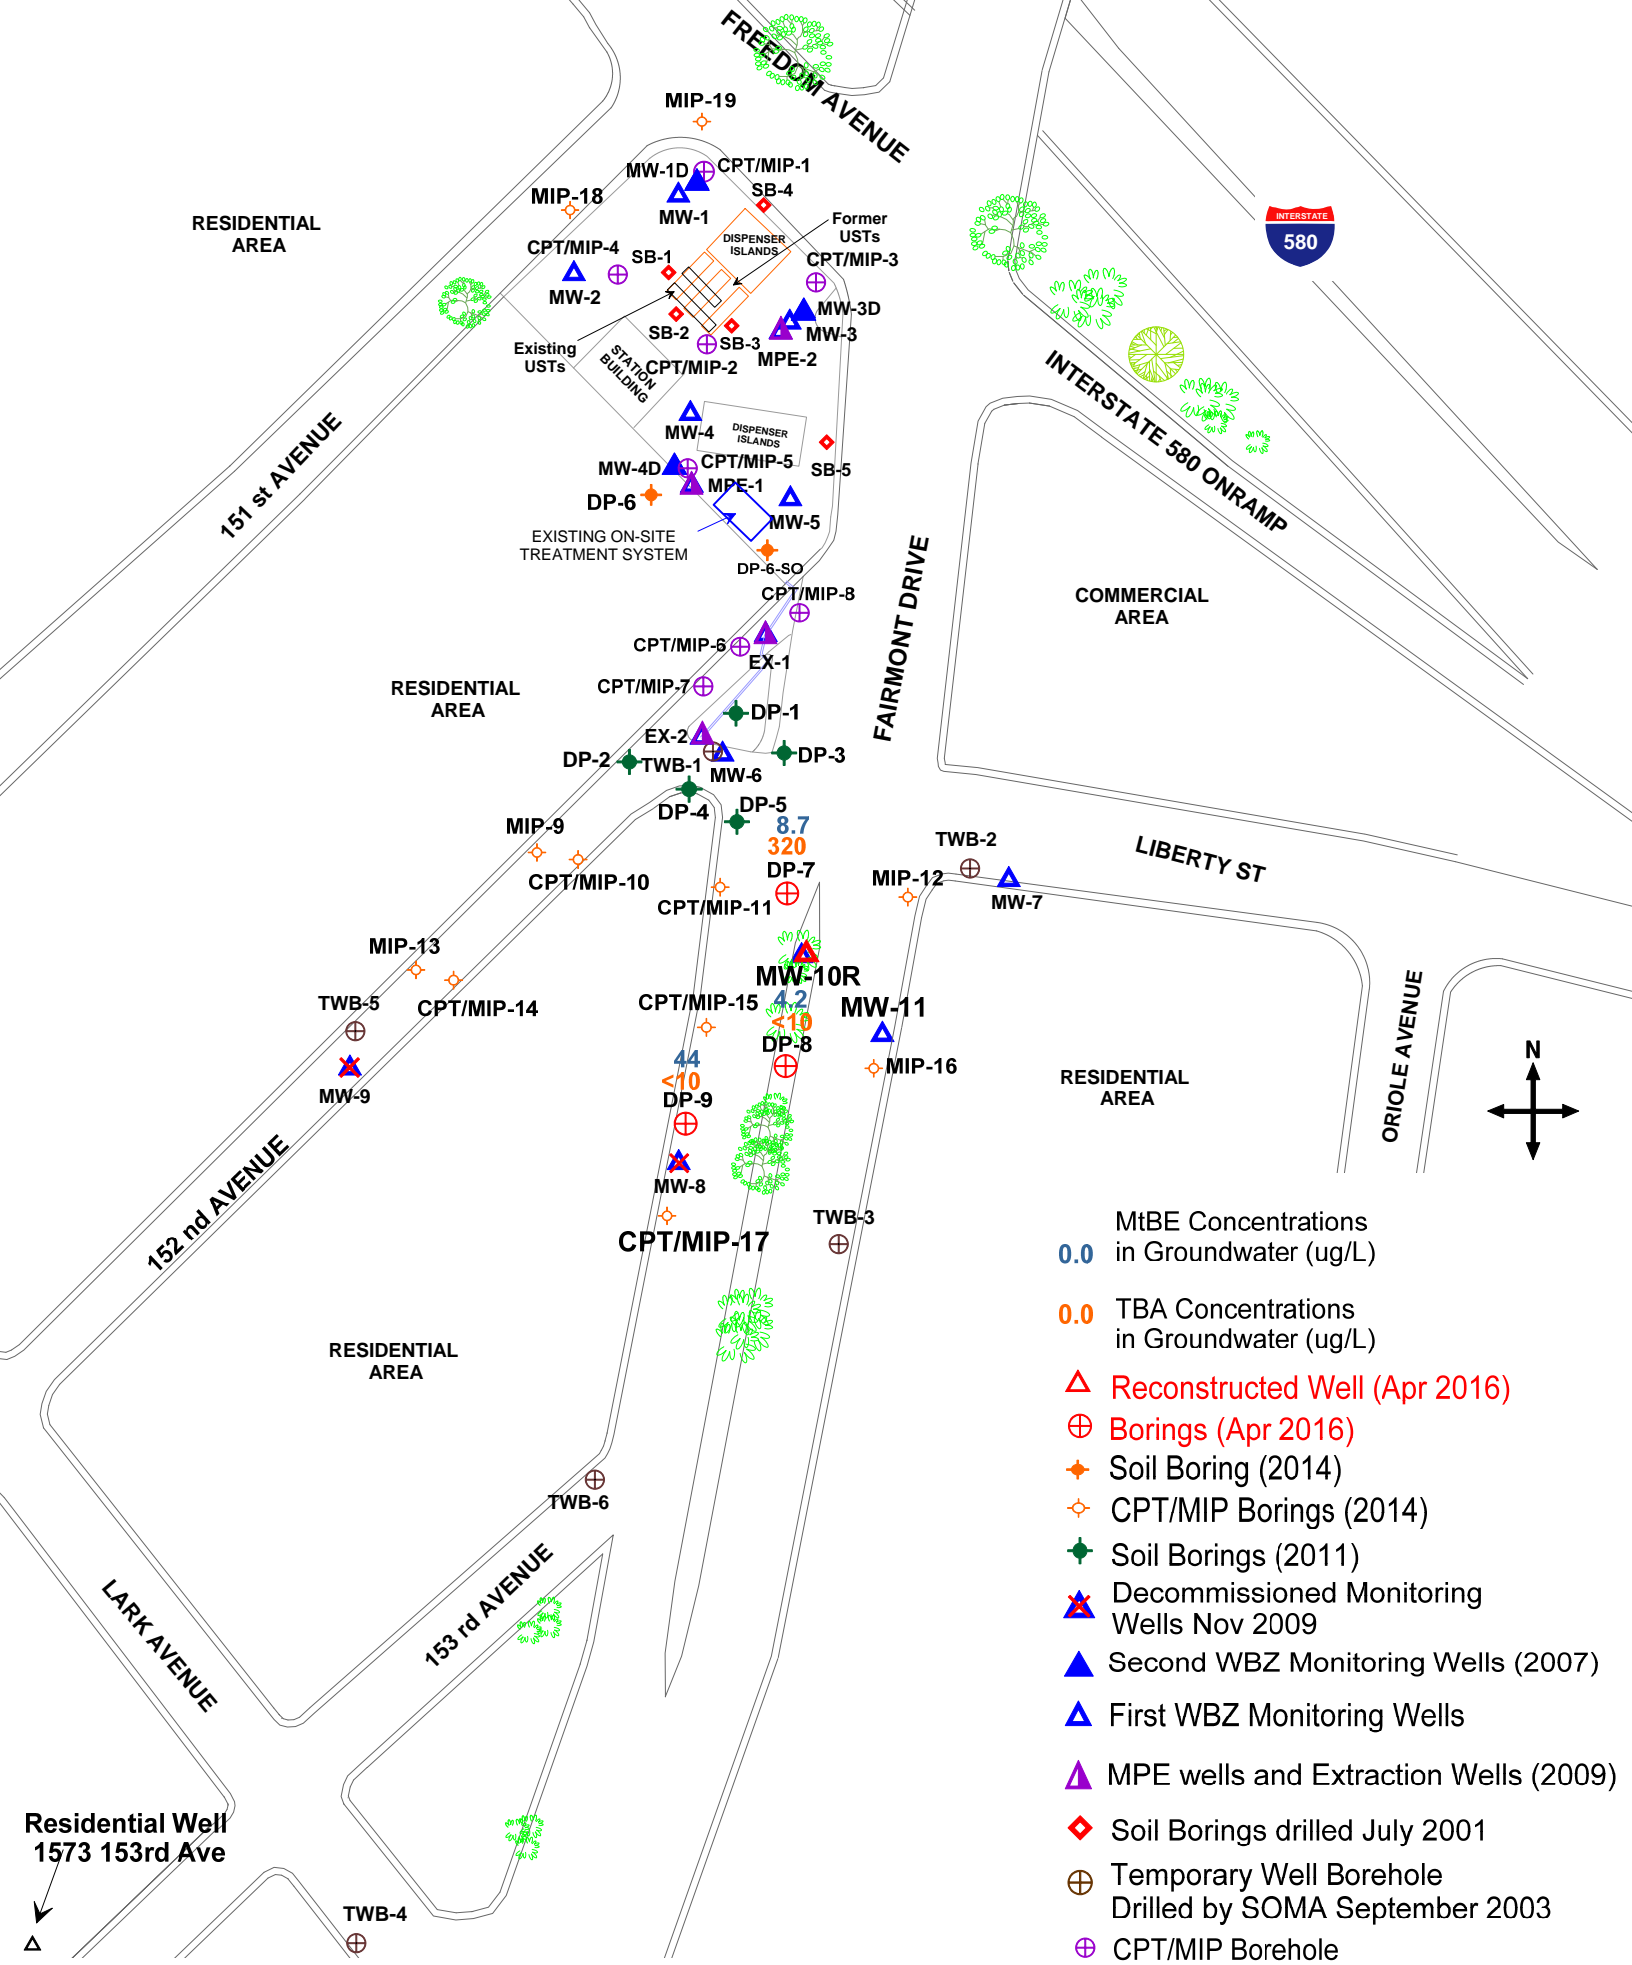 FREEDOM AVENUE
MIP-19
MW-1D
CPT/MIP-1
SB-4
MIP-18
MW-1
RESIDENTIAL
AREA
Former
USTs
DISPENSER
ISLANDS
INTERSTATE
580
CPT/MIP-4
SB-1
CPT/MIP-3
MW-2
MW-3D
SB-2
SB-3
MW-3
Existing
USTs
STATION
BUILDING
CPT/MIP-2
MPE-2
INTERSTATE 580 ONRAMP
MW-4
DISPENSER
ISLANDS
151 st AVENUE
MW-4D
CPT/MIP-5
SB-5
MPE-1
DP-6
MW-5
EXISTING ON-SITE
TREATMENT SYSTEM
DP-6-SO
FAIRMONT DRIVE
CPT/MIP-8
COMMERCIAL
AREA
CPT/MIP-6
EX-1
RESIDENTIAL
AREA
CPT/MIP-7
DP-1
EX-2
DP-2
TWB-1
MW-6
DP-3
DP-4
DP-5
8.7
320
MIP-9
TWB-2
LIBERTY ST
DP-7
CPT/MIP-10
MIP-12
MW-7
CPT/MIP-11
MIP-13
MW-10R
4.2
<10
TWB-5
CPT/MIP-14
CPT/MIP-15
MW-11
DP-8
44
<10
MIP-16
DP-9
RESIDENTIAL
AREA
ORIOLE AVENUE
N
MW-9
MW-8
152 nd AVENUE
TWB-3
CPT/MIP-17
RESIDENTIAL
AREA
TWB-6
153 rd AVENUE
LARK AVENUE
Residential Well
1573 153rd Ave
TWB-4
0.0
MtBE Concentrations
in Groundwater (ug/L)
0.0
TBA Concentrations
in Groundwater (ug/L)
Reconstructed Well (Apr 2016)
Borings (Apr 2016)
Soil Boring (2014)
CPT/MIP Borings (2014)
Soil Borings (2011)
Decommissioned Monitoring
Wells Nov 2009
Second WBZ Monitoring Wells (2007)
First WBZ Monitoring Wells
MPE wells and Extraction Wells (2009)
Soil Borings drilled July 2001
Temporary Well Borehole
Drilled by SOMA September 2003
CPT/MIP Borehole